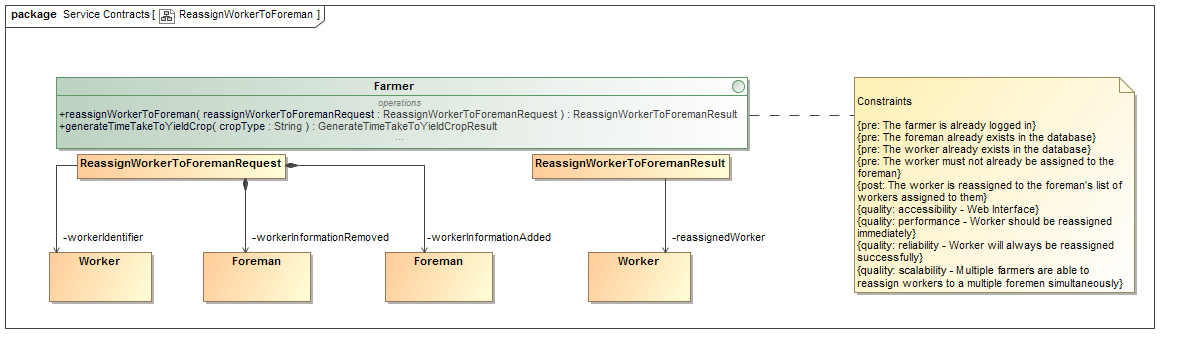 package Service Contracts [ ReassignWorkerToForeman ]
Farmer
operations
+reassignWorkerToForeman( reassignWorkerToForemanRequest : ReassignWorkerToForemanRequest ) : ReassignWorkerToForemanResult
+generateTimeTakeToYieldCrop( cropType : String ) : GenerateTimeTakeToYieldCropResult
...
ReassignWorkerToForemanRequest
ReassignWorkerToForemanResult
-workerIdentifier
-workerInformationRemoved
-workerInformationAdded
-reassignedWorker
Worker
Foreman
Foreman
Worker
Constraints
{pre: The farmer is already logged in}
{pre: The foreman already exists in the database}
{pre: The worker already exists in the database}
{pre: The worker must not already be assigned to the
foreman}
{post: The worker is reassigned to the foreman's list of
workers assigned to them}
{quality: accessibility - Web Interface}
{quality: performance - Worker should be reassigned
immediately}
{quality: reliability - Worker will always be reassigned
successfully}
{quality: scalability - Multiple farmers are able to
reassign workers to a multiple foremen simultaneously}